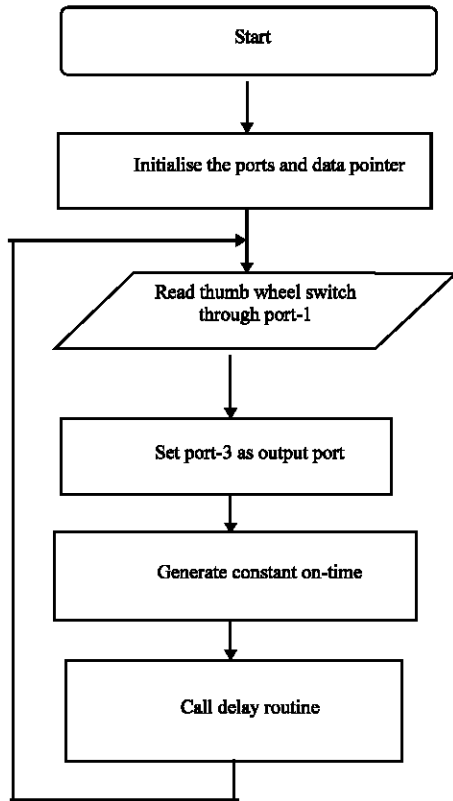 Start
Initialise the ports and data pointer
Read thumb wheel switch
through port-1
Set port-3 as output port
Generate constant on-time
Call delay routine